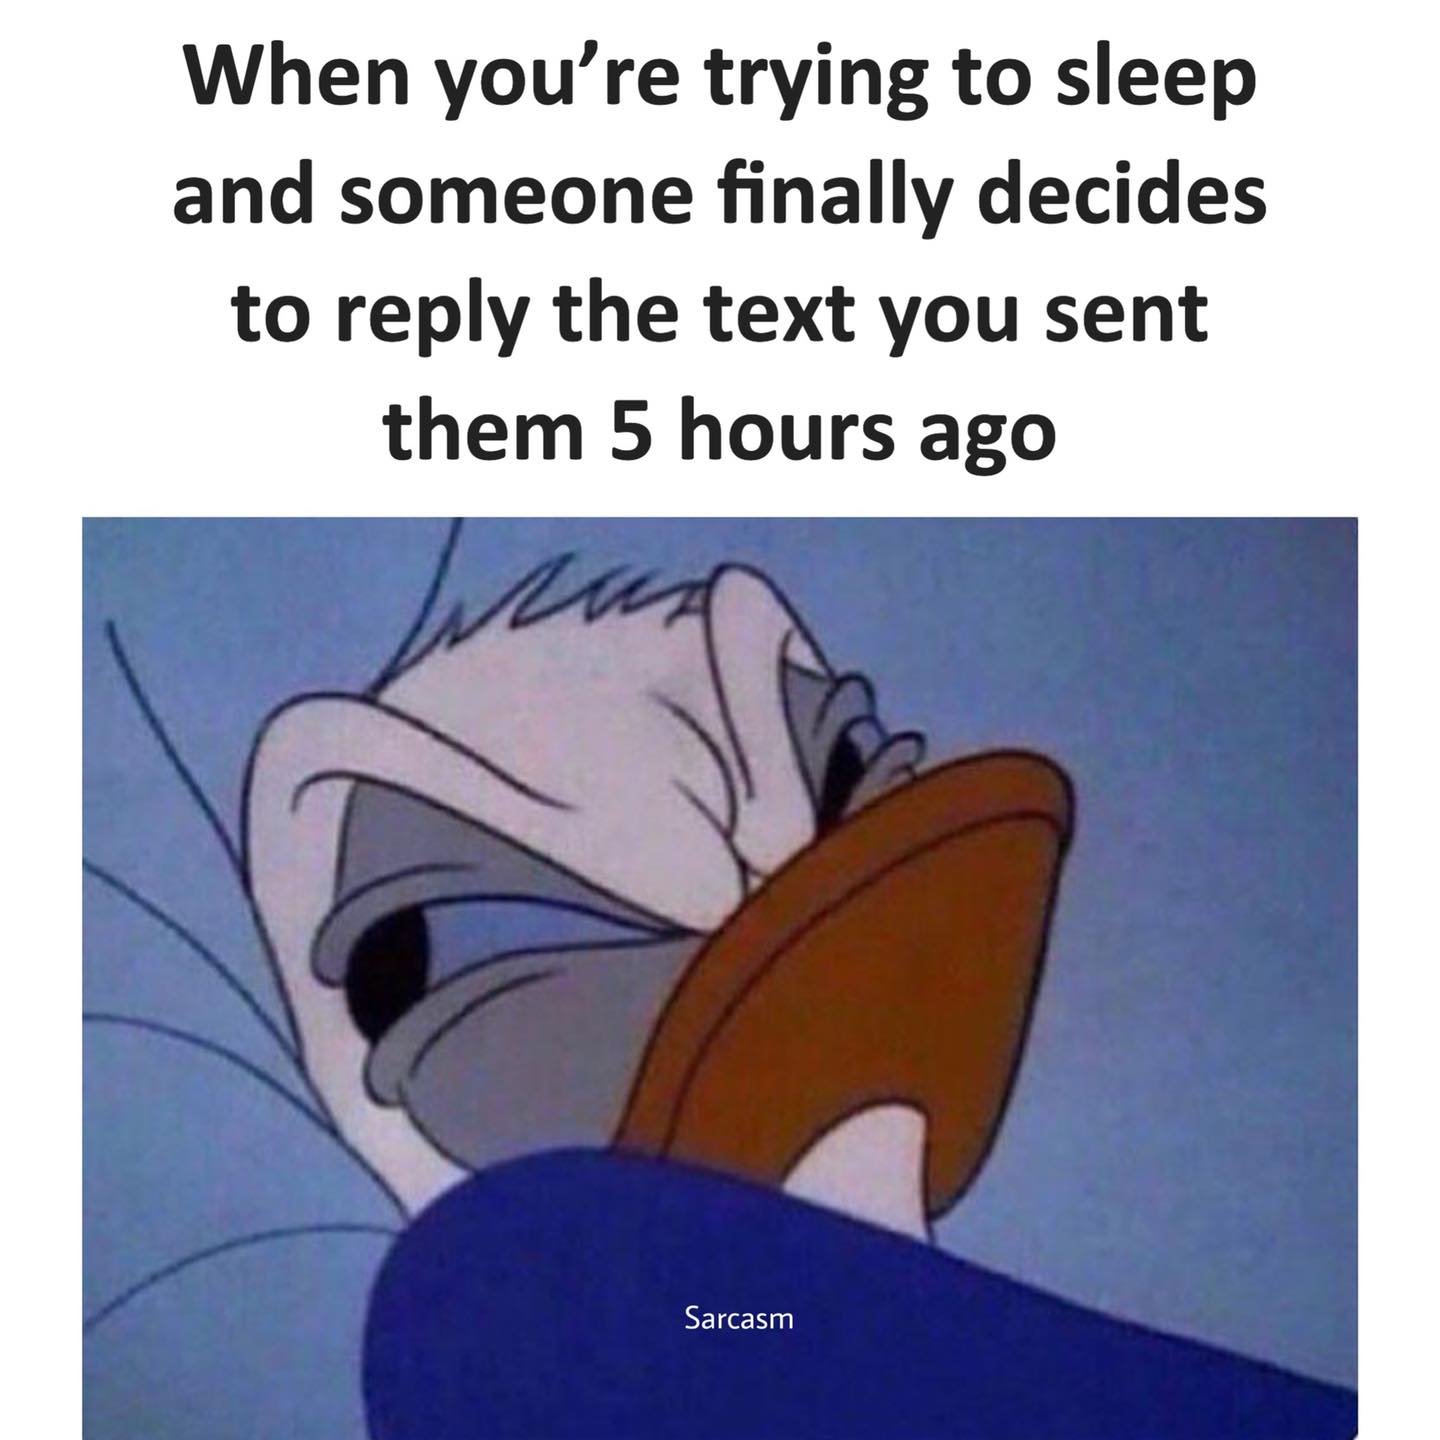 When you’re trying to sleep
and someone finally decides
to reply the text you sent
them 5 hours ago
Sarcasm